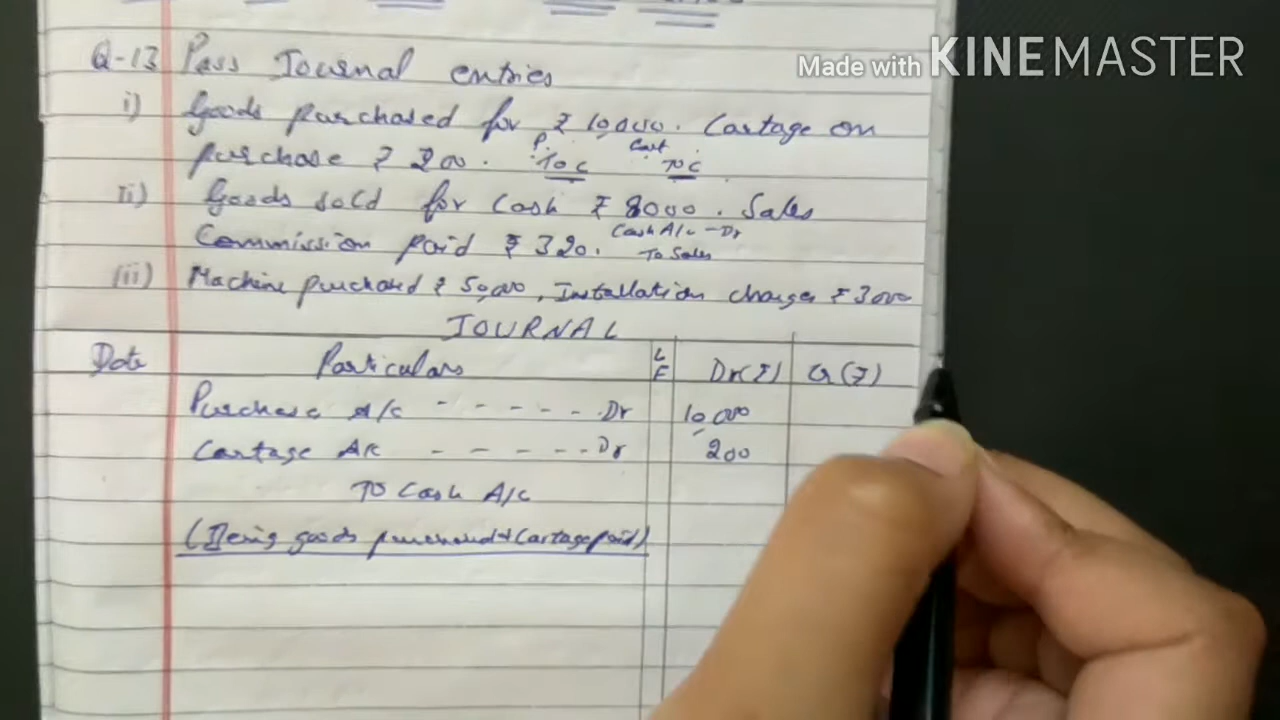 Made with KINEMASTER
Q-13 Pass Journal entries
i) Goods purchased for ₹ 10,000. Cartage on
P. Cart
purchase ₹ 200. To C To C
ii) Goods sold for cash ₹ 8000. Sales
Cash A/c - Dr
Commission paid ₹ 320. To Sales
iii) Machine purchased ₹ 50,000, Installation charges ₹ 3000
JOURNAL
Date Particulars L F Dr(₹) Cr(₹)
Purchase A/c - - - - - Dr 10,000
Cartage A/c - - - - - Dr 200
To Cash A/c
(Being goods purchased + Cartage paid)